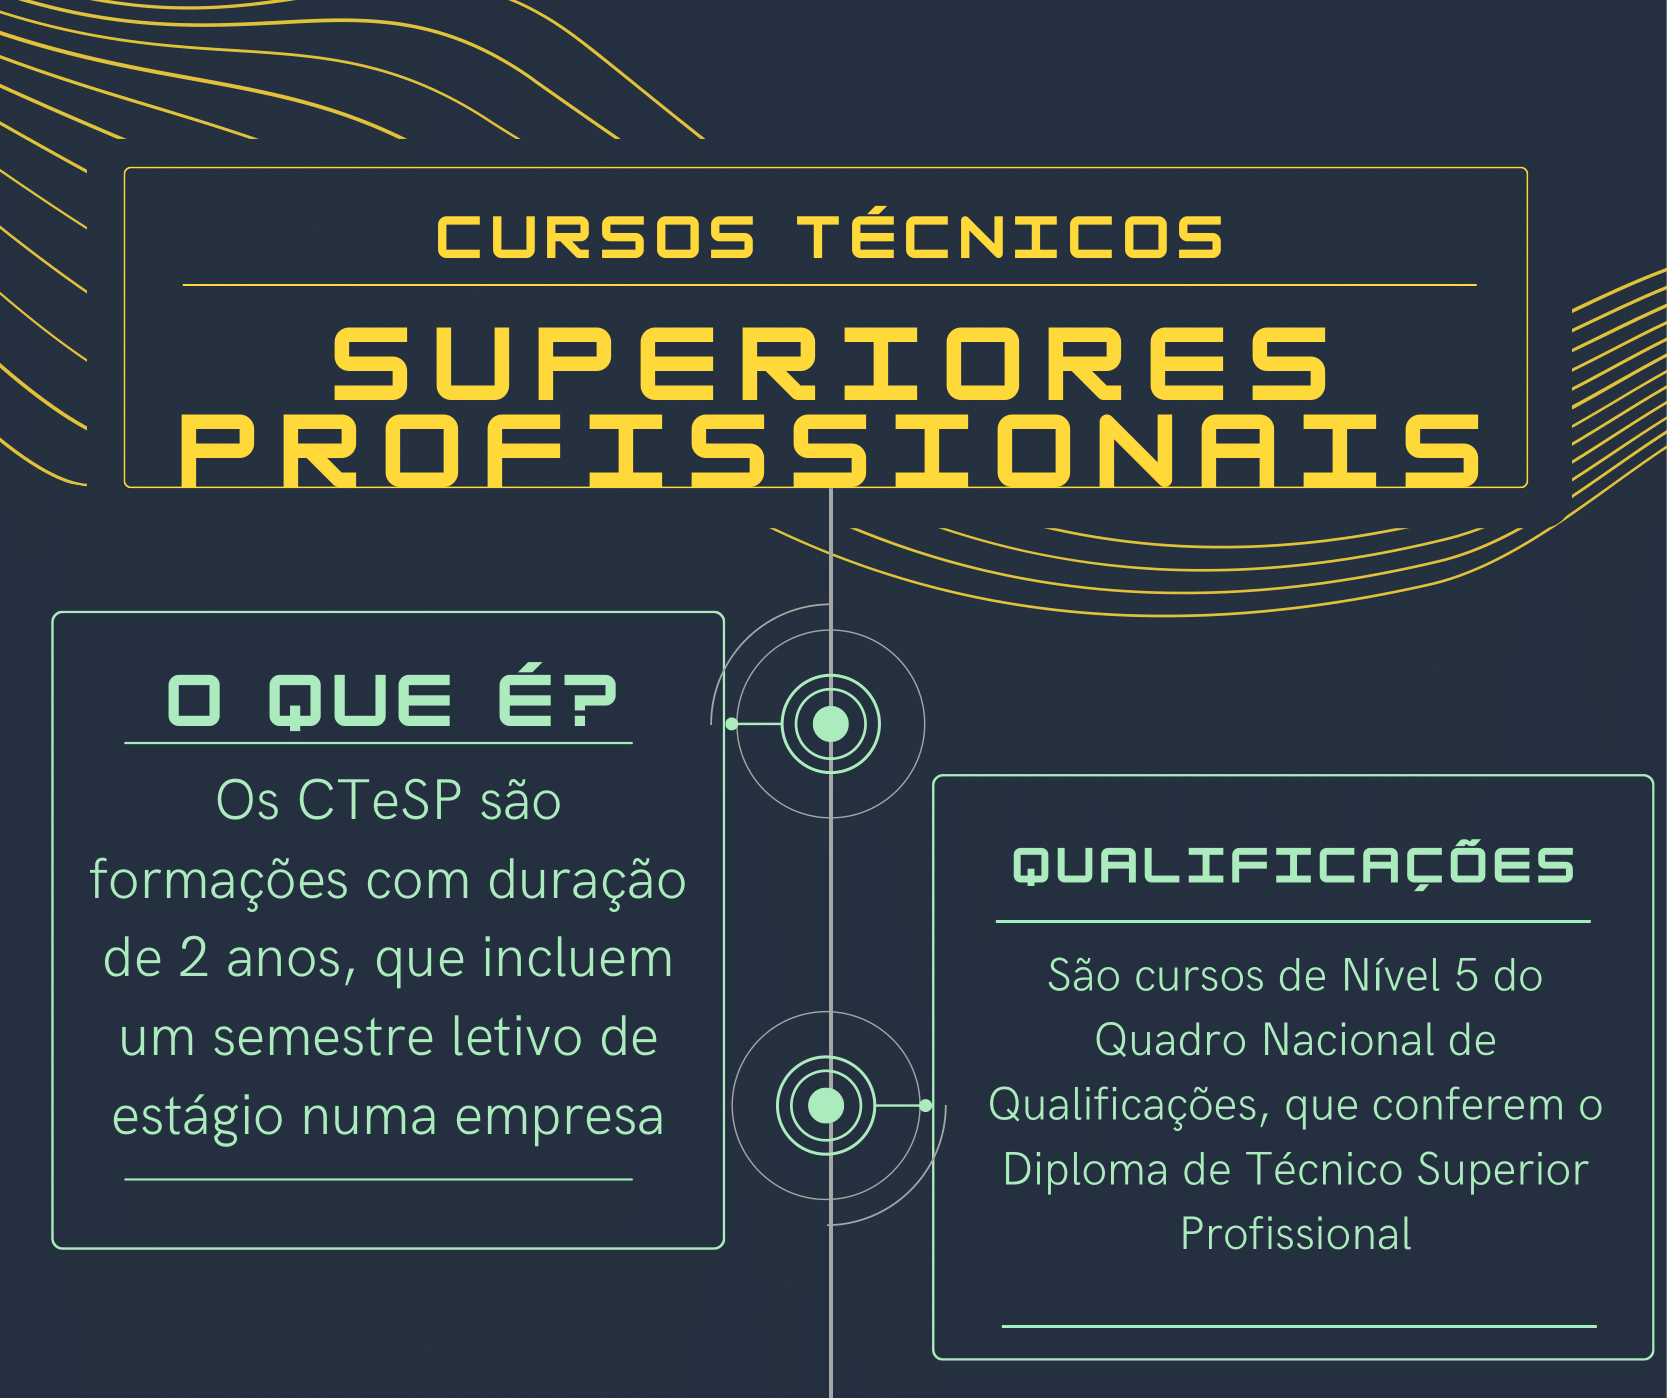 CURSOS TÉCNICOS
SUPERIORES
PROFISSIONAIS
O QUE É?
Os CTeSP são
formações com duração
de 2 anos, que incluem
um semestre letivo de
estágio numa empresa
QUALIFICAÇÕES
São cursos de Nível 5 do
Quadro Nacional de
Qualificações, que conferem o
Diploma de Técnico Superior
Profissional